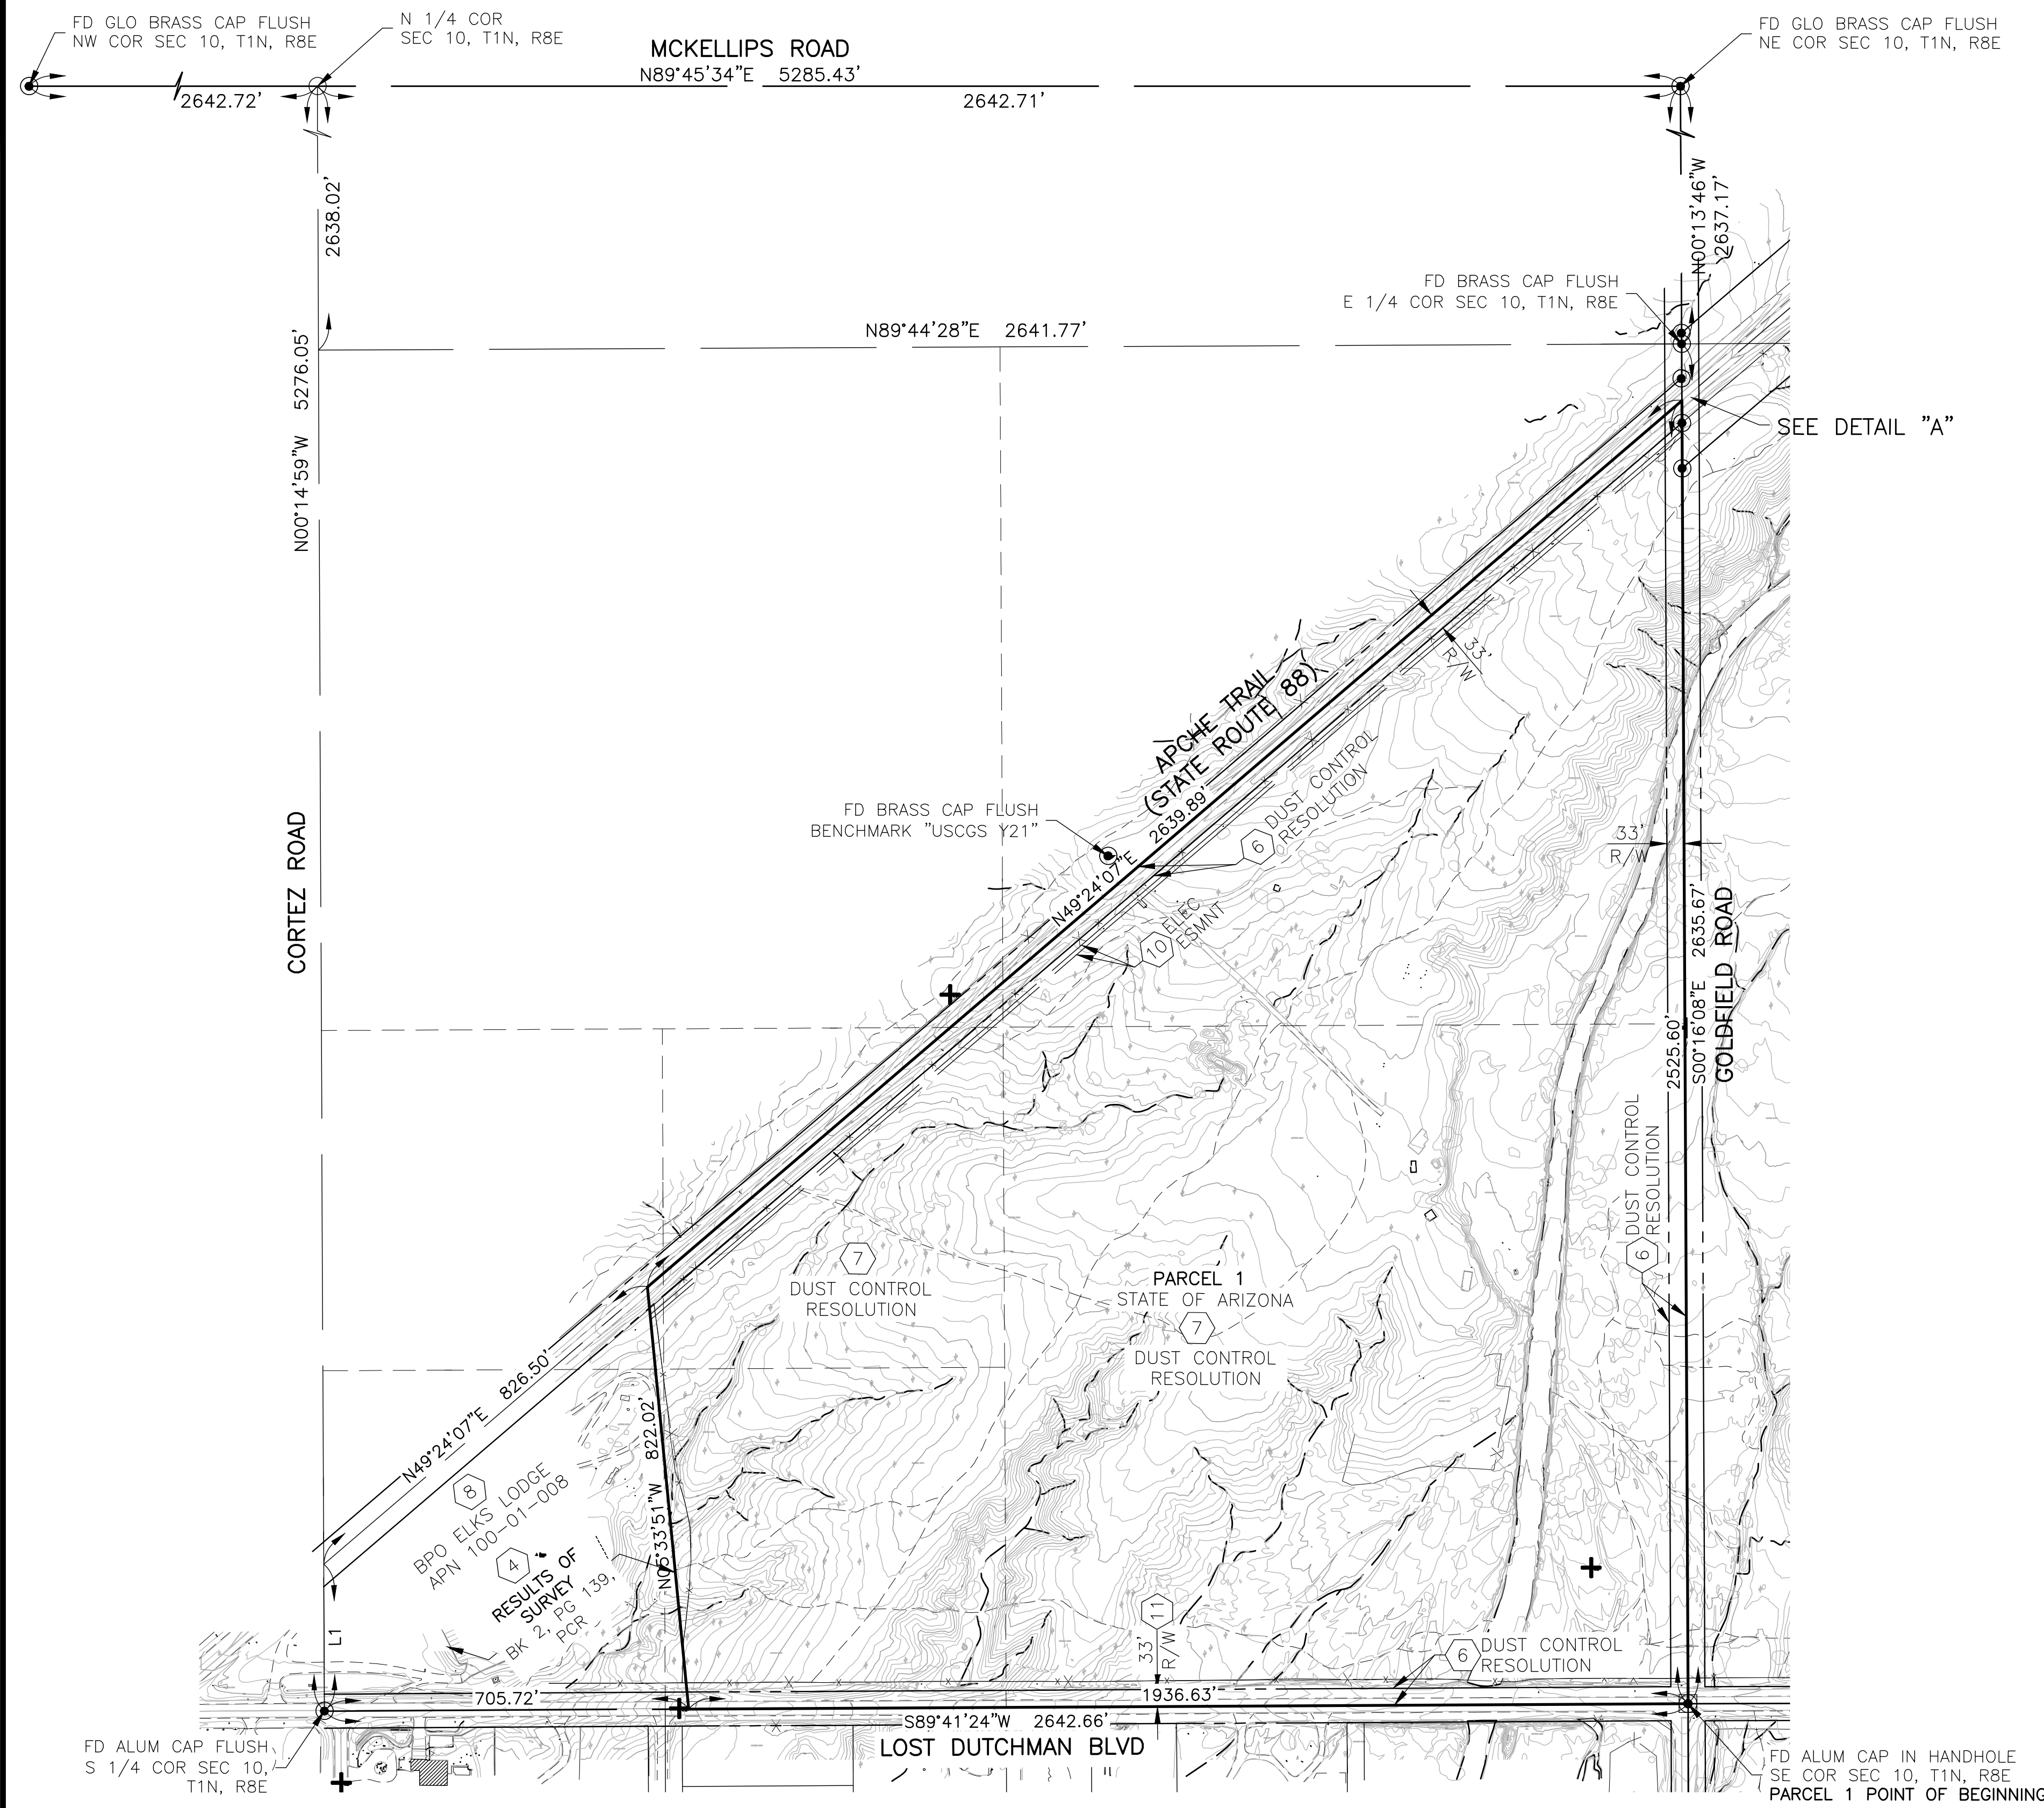 FD GLO BRASS CAP FLUSH
NW COR SEC 10, T1N, R8E
N 1/4 COR
SEC 10, T1N, R8E
MCKELLIPS ROAD
N89°45'34"E 5285.43'
2642.72'
2642.71'
FD GLO BRASS CAP FLUSH
NE COR SEC 10, T1N, R8E
2638.02'
N00°13'46"W
2637.17'
FD BRASS CAP FLUSH
E 1/4 COR SEC 10, T1N, R8E
N89°44'28"E 2641.77'
N00°14'59"W 5276.05'
SEE DETAIL "A"
33'
R/W
APCHE TRAIL
(STATE ROUTE 88)
2639.89'
N49°24'07"E
6
DUST CONTROL
RESOLUTION
FD BRASS CAP FLUSH
BENCHMARK "USCGS Y21"
33'
R/W
CORTEZ ROAD
10
ELEC
ESMNT
2525.60'
S00°16'08"E 2635.67'
GOLDFIELD ROAD
6
DUST CONTROL
RESOLUTION
7
DUST CONTROL
RESOLUTION
PARCEL 1
STATE OF ARIZONA
7
DUST CONTROL
RESOLUTION
826.50'
N49°24'07"E
822.02'
N05°33'51"W
8
BPO ELKS LODGE
APN 100-01-008
4
RESULTS OF
SURVEY
BK 2, PG 139,
PCR
L1
11
33'
R/W
6
DUST CONTROL
RESOLUTION
705.72'
1936.63'
S89°41'24"W 2642.66'
LOST DUTCHMAN BLVD
FD ALUM CAP FLUSH
S 1/4 COR SEC 10,
T1N, R8E
FD ALUM CAP IN HANDHOLE
SE COR SEC 10, T1N, R8E
PARCEL 1 POINT OF BEGINNING